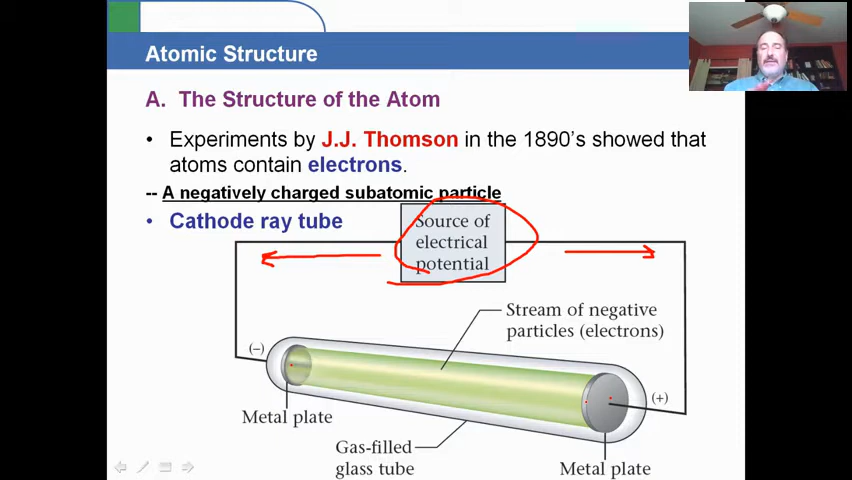 Atomic Structure
A. The Structure of the Atom
• Experiments by J.J. Thomson in the 1890's showed that
atoms contain electrons.
-- A negatively charged subatomic particle
• Cathode ray tube
Source of
electrical
potential
Stream of negative
particles (electrons)
(–)
(+)
Metal plate
Gas-filled
glass tube
Metal plate